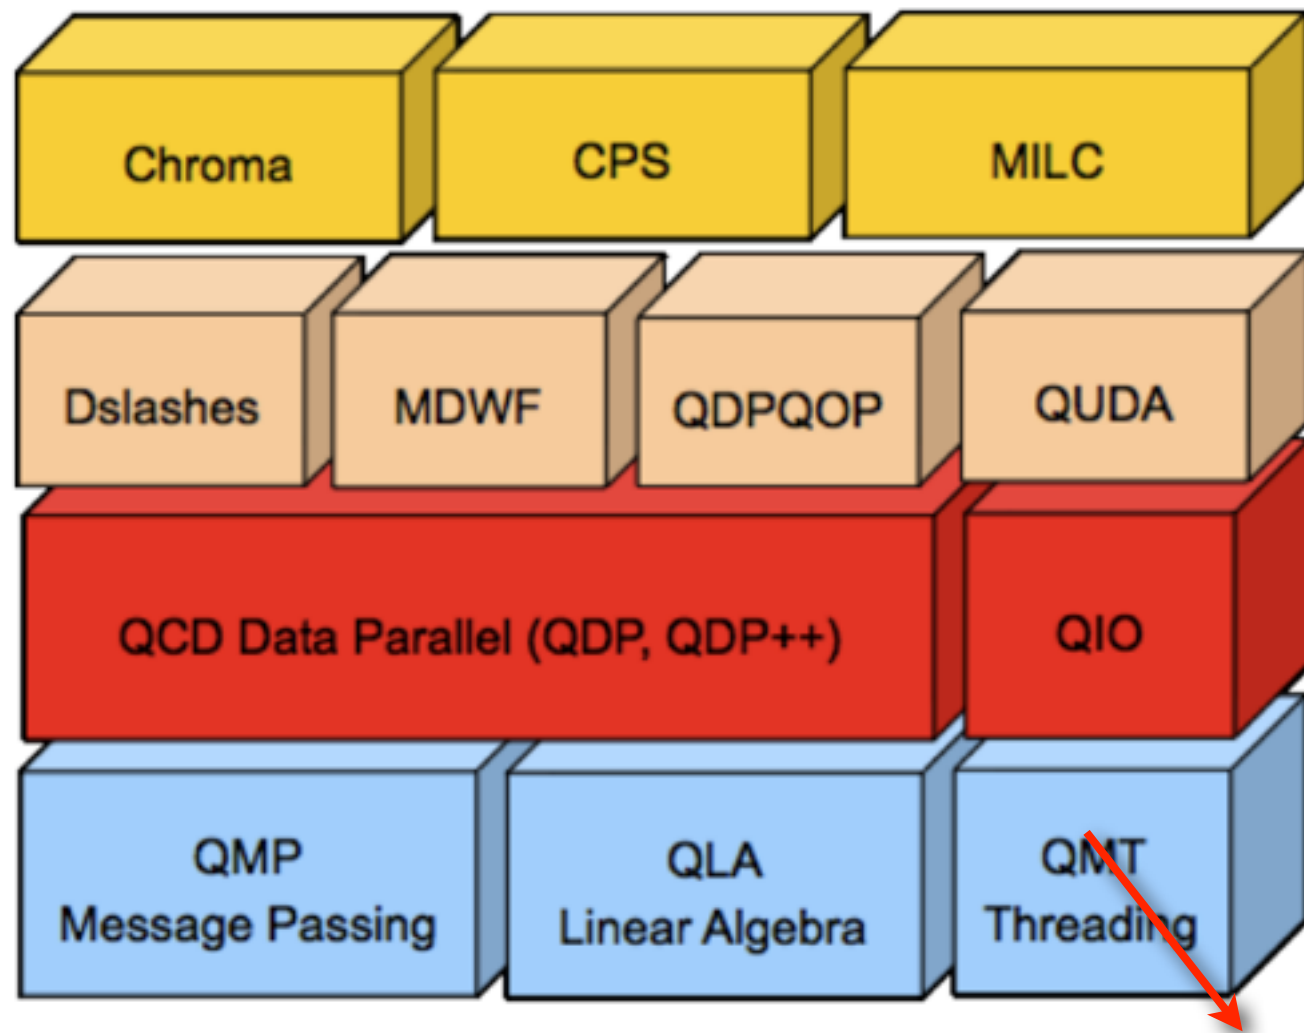 Chroma
CPS
MILC
Dslashes
MDWF
QDPQOP
QUDA
QCD Data Parallel (QDP, QDP++)
QIO
QMP
Message Passing
QLA
Linear Algebra
QMT
Threading